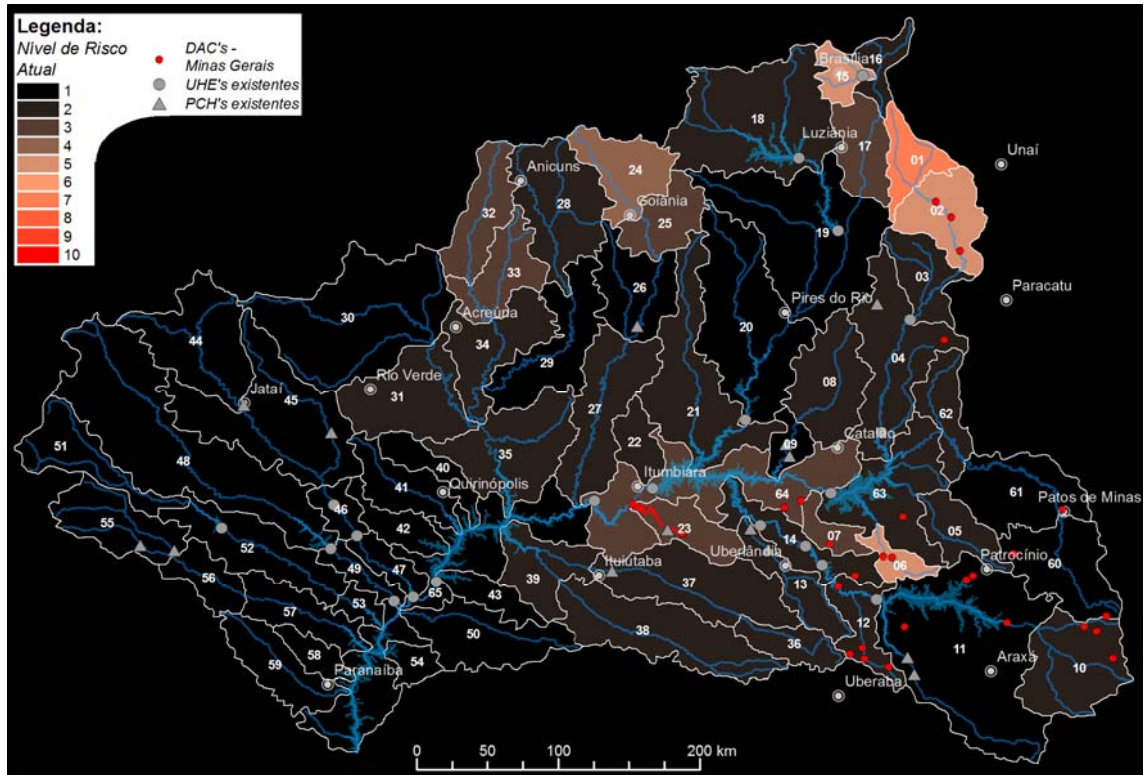 Legenda:
Nível de Risco
Atual
1
2
3
4
5
6
7
8
9
10
DAC's -
Minas Gerais
UHE's existentes
PCH's existentes
Brasília
16
15
18
Luziânia
17
01
Unaí
Anicuns
24
28
Goiânia
02
32
25
19
33
03
26
Paracatu
30
Pires do Rio
44
Acreúna
20
34
04
29
Rio Verde
08
Jataí
31
45
27
21
62
22
09
Catalão
51
35
48
40
Itumbiara
Quirinópolis
61
41
64
63
Patos de Minas
46
42
23
55
52
07
05
14
Uberlândia
Patrocínio
49
47
Ituiutaba
06
60
56
39
37
13
65
43
53
57
12
50
38
36
11
10
58
54
59
Paranaíba
Araxá
Uberaba
0 50 100 200 km